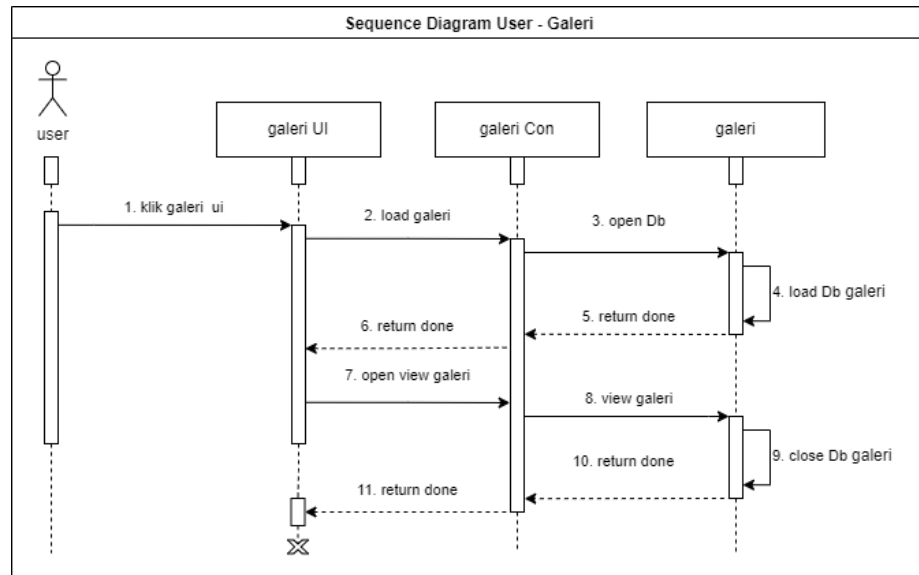 Sequence Diagram User - Galeri
user
galeri UI
galeri Con
galeri
1. klik galeri ui
2. load galeri
3. open Db
4. load Db galeri
5. return done
6. return done
7. open view galeri
8. view galeri
9. close Db galeri
10. return done
11. return done